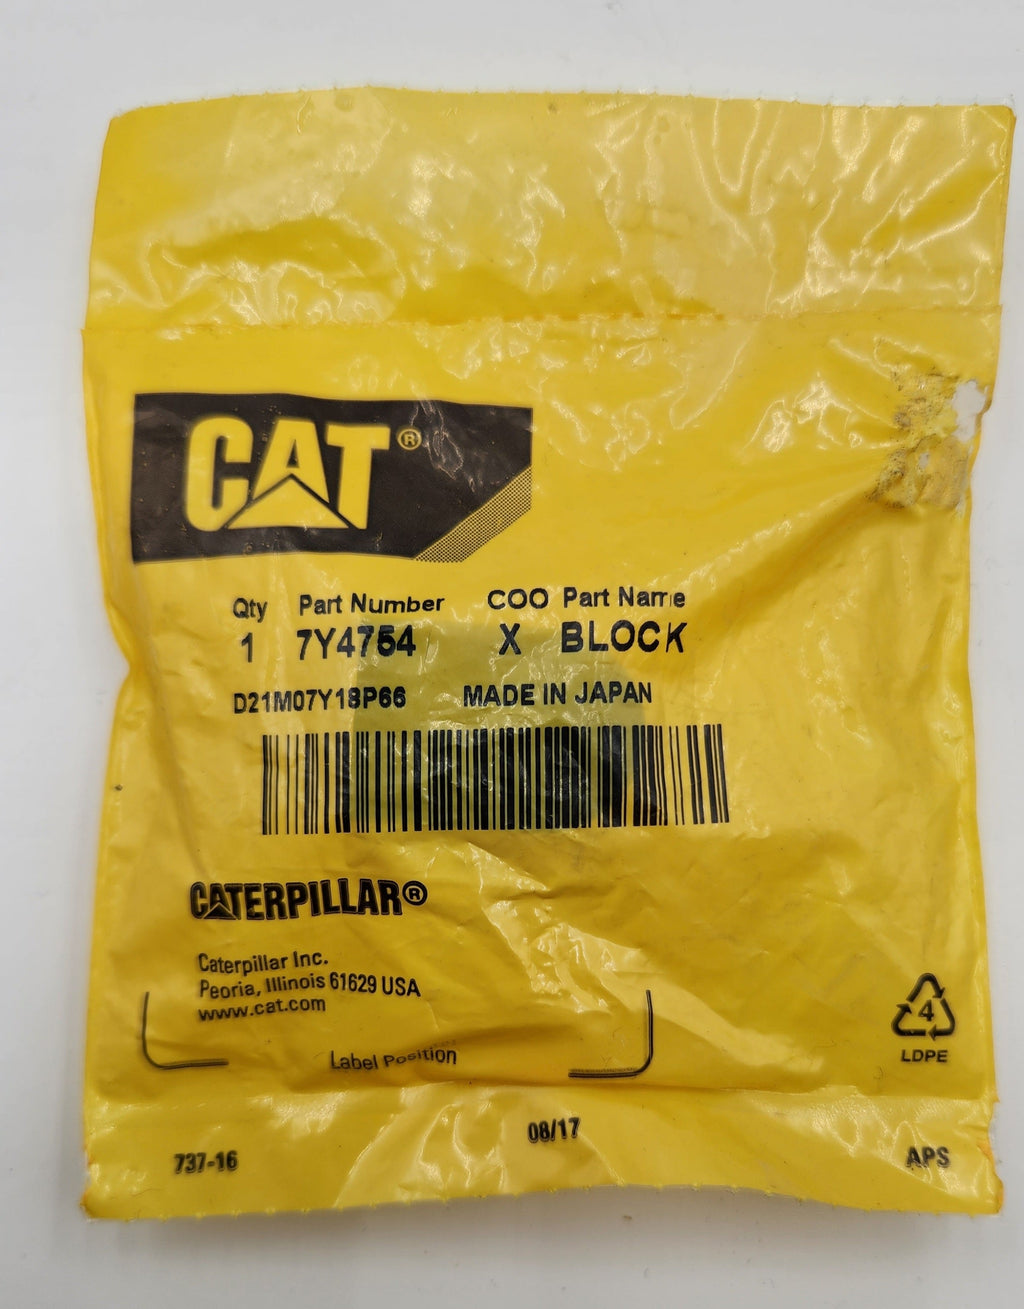 CAT®
Qty Part Number COO Part Name
1 7Y4754 X BLOCK
D21M07Y18P66 MADE IN JAPAN
CATERPILLAR®
Caterpillar Inc.
Peoria, Illinois 61629 USA
www.cat.com
Label Position
4
LDPE
737-16 08/17 APS